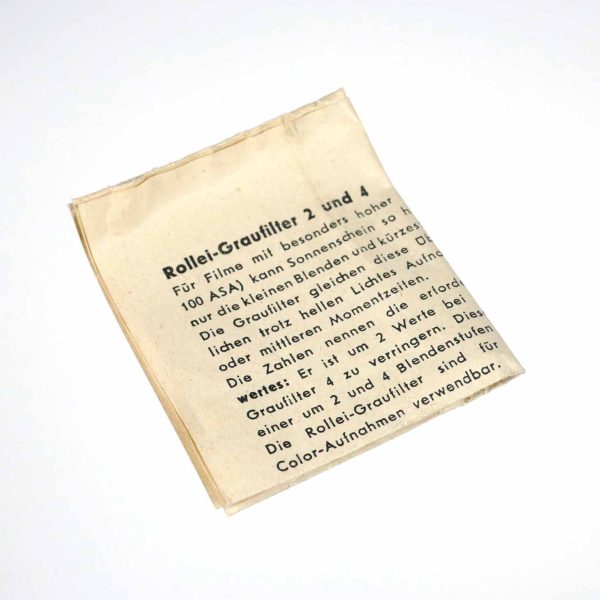 Rollei-Graufilter 2 und 4
Für Filme mit besonders hoher
100 ASA) kann Sonnenschein so h
nur die kleinen Blenden und kürzes
Die Graufilter gleichen diese Üb
lichen trotz hellen Lichtes Aufna
oder mittleren Momentzeiten.
Die Zahlen nennen die erford
wertes: Er ist um 2 Werte bei
Graufilter 4 zu verringern. Dies
einer um 2 und 4 Blendenstufen
Die Rollei-Graufilter sind für
Color-Aufnahmen verwendbar.